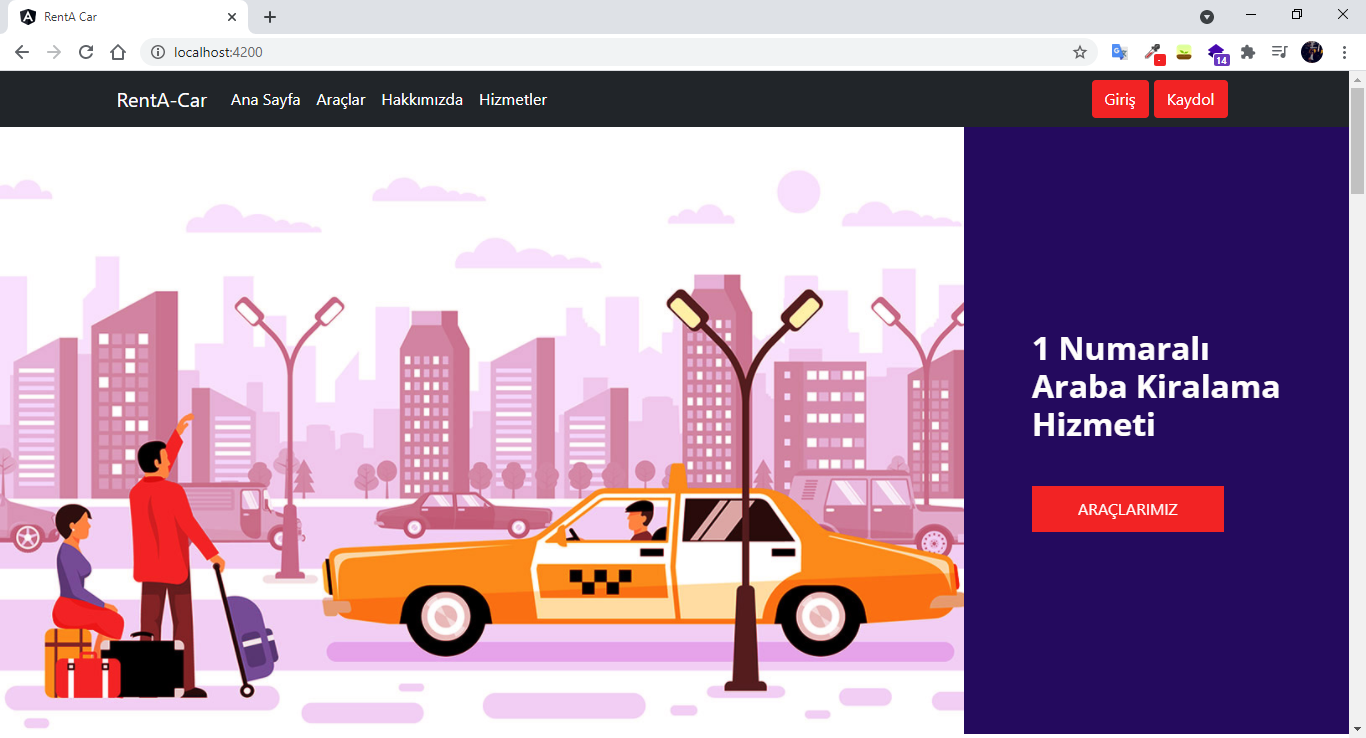 RentA Car
localhost:4200
14
RentA-Car Ana Sayfa Araçlar Hakkımızda Hizmetler Giriş Kaydol
1 Numaralı
Araba Kiralama
Hizmeti
ARAÇLARIMIZ